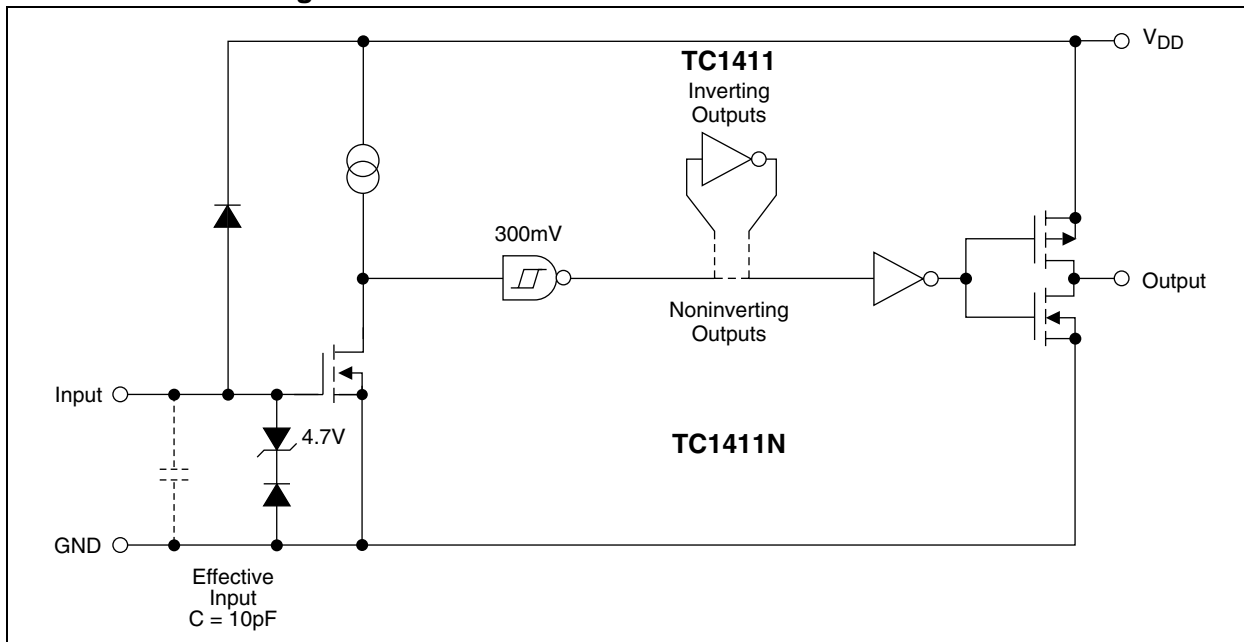 TC1411
Inverting
Outputs
V_DD
300mV
Noninverting
Outputs
Output
Input
4.7V
TC1411N
GND
Effective
Input
C = 10pF